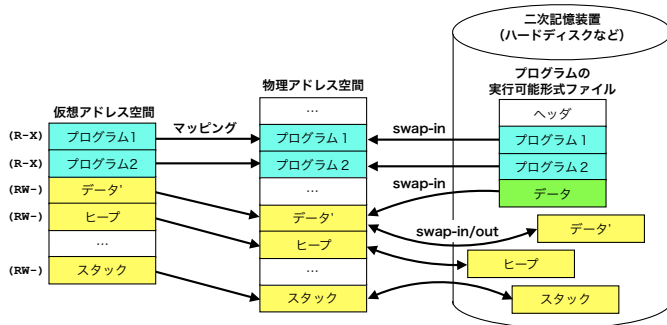 二次記憶装置
（ハードディスクなど）
物理アドレス空間
プログラムの
実行可能形式ファイル
仮想アドレス空間
…
ヘッダ
(R-X)
プログラム1
マッピング
プログラム 1
swap-in
プログラム 1
(R-X)
プログラム2
プログラム 2
プログラム 2
(RW-)
データ'
…
swap-in
データ
(RW-)
ヒープ
データ'
swap-in/out
データ'
…
ヒープ
ヒープ
(RW-)
スタック
…
スタック
スタック